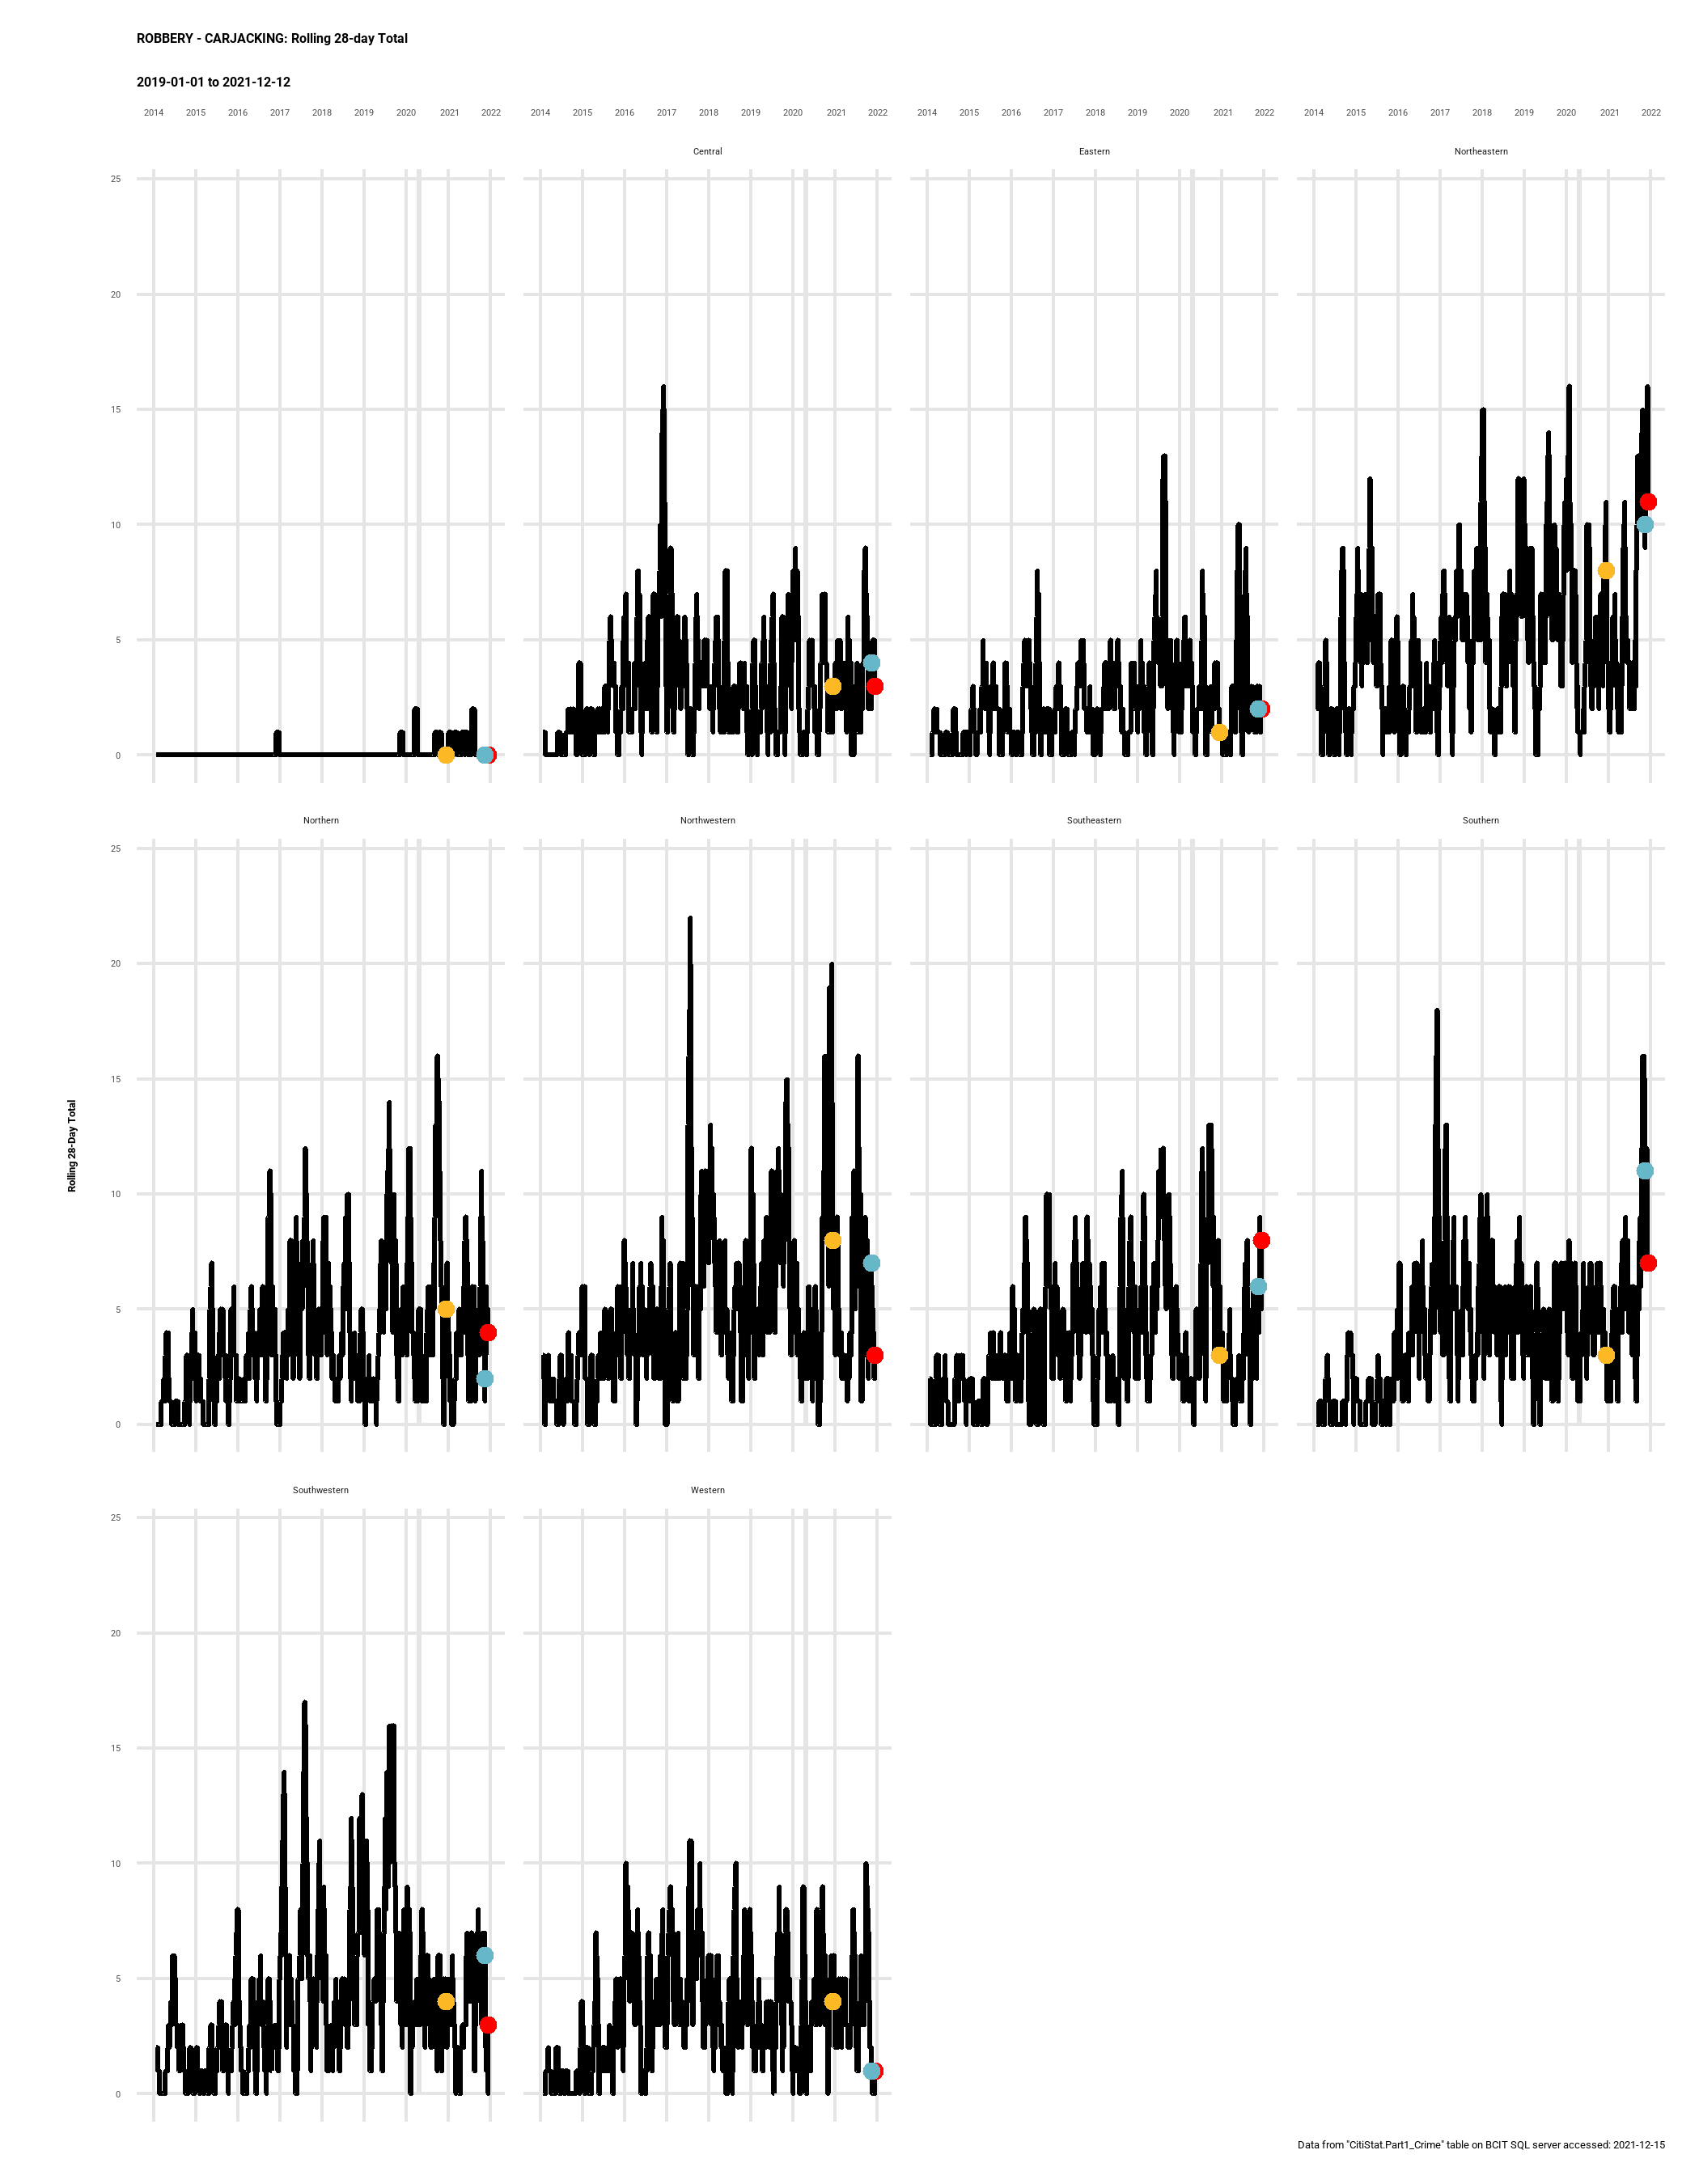 ROBBERY - CARJACKING: Rolling 28-day Total
2019-01-01 to 2021-12-12
2014 2015 2016 2017 2018 2019 2020 2021 2022 2014 2015 2016 2017 2018 2019 2020 2021 2022 2014 2015 2016 2017 2018 2019 2020 2021 2022 2014 2015 2016 2017 2018 2019 2020 2021 2022
Central Eastern Northeastern
25
20
15
10
5
0
Northern Northwestern Southeastern Southern
25
20
15
10
5
0
Rolling 28-Day Total
Southwestern Western
25
20
15
10
5
0
Data from "CitiStat.Part1_Crime" table on BCIT SQL server accessed: 2021-12-15